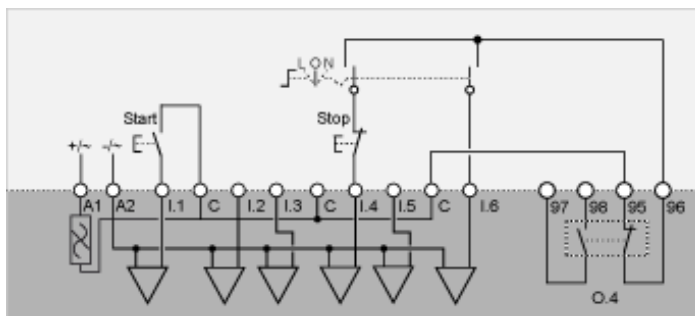 L O N
Start
Stop
+/~
-/~
A1 A2 I.1 C I.2 I.3 C I.4 I.5 C I.6 97 98 95 96
O.4